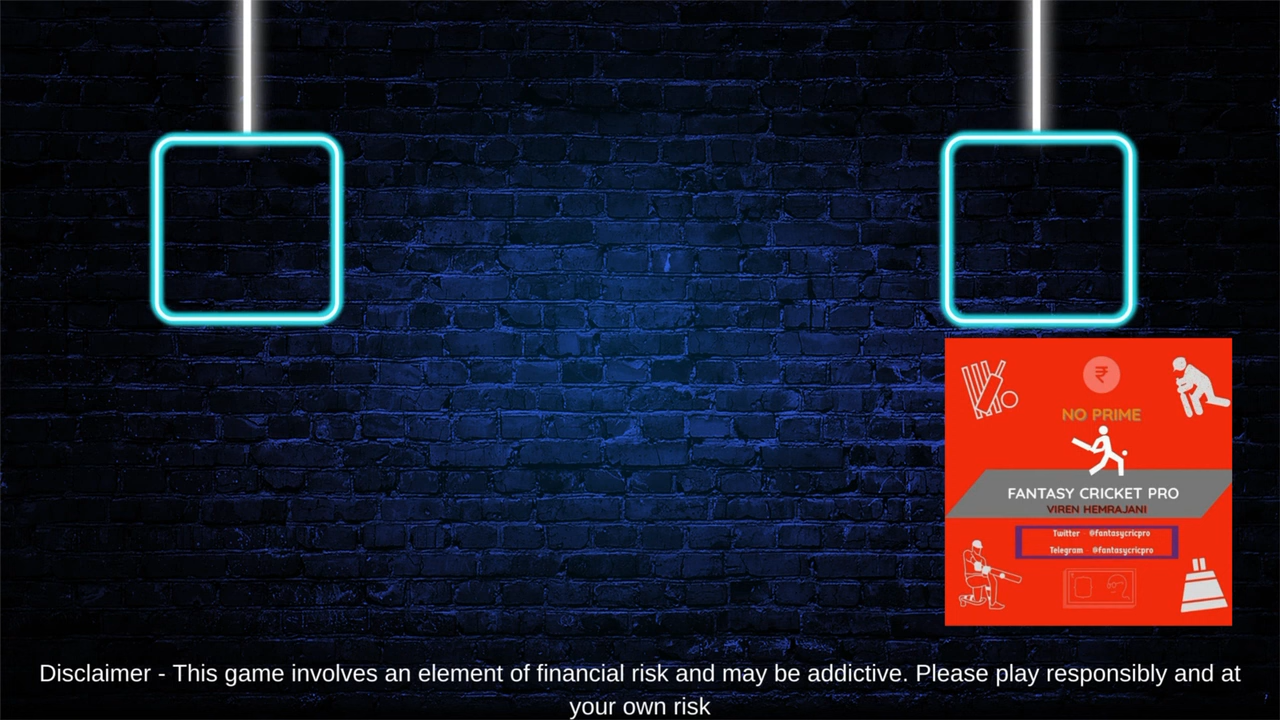 ₹
NO PRIME
FANTASY CRICKET PRO
VIREN HEMRAJANI
Twitter @fantasycricpro
Telegram @fantasycricpro
Disclaimer - This game involves an element of financial risk and may be addictive. Please play responsibly and at
your own risk